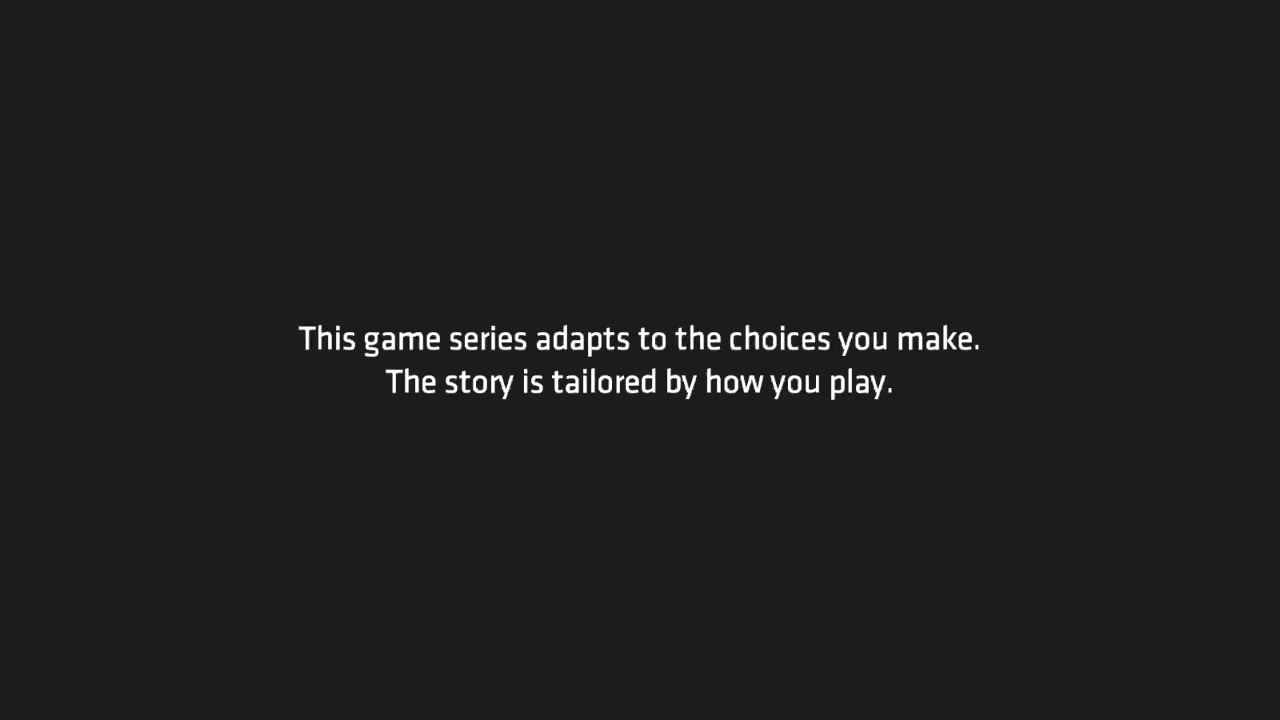 This game series adapts to the choices you make.
The story is tailored by how you play.